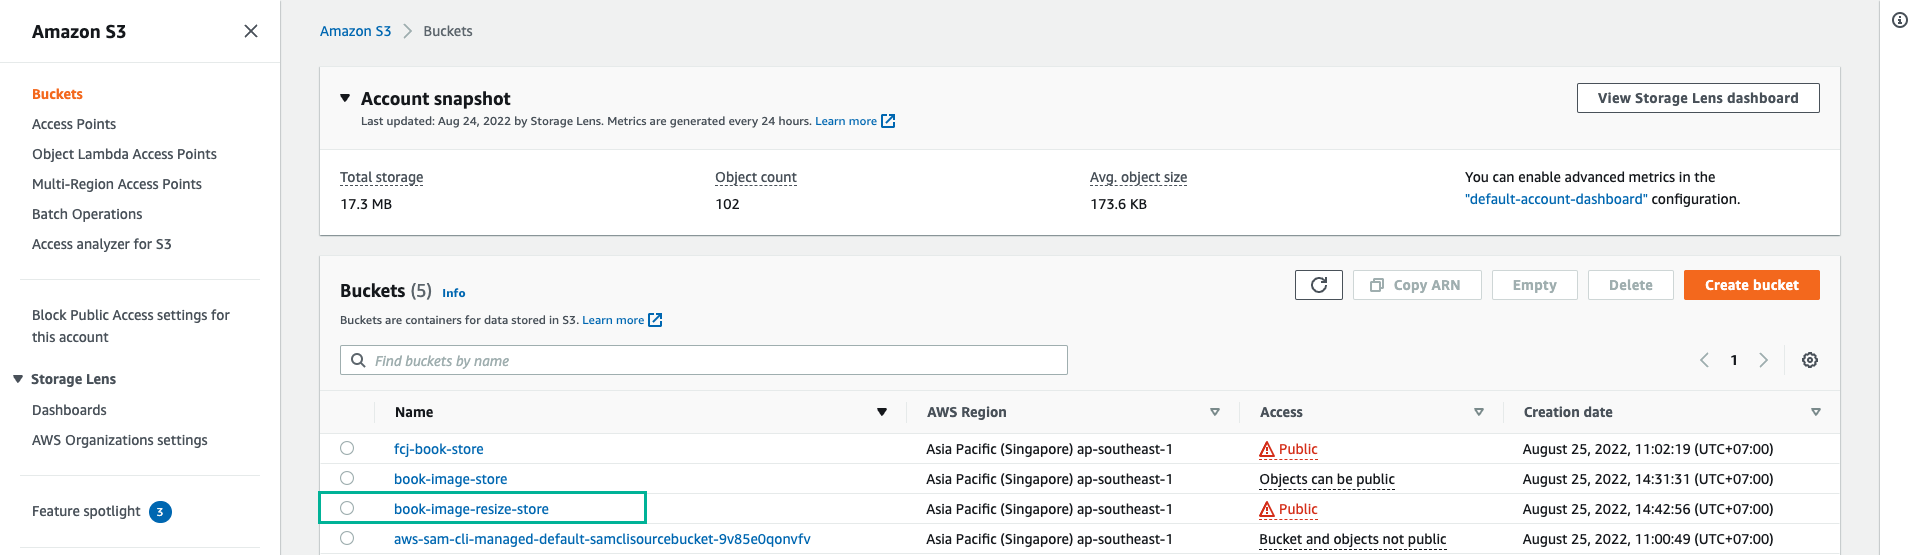 Amazon S3
Buckets
Access Points
Object Lambda Access Points
Multi-Region Access Points
Batch Operations
Access analyzer for S3
Block Public Access settings for
this account
Storage Lens
Dashboards
AWS Organizations settings
Feature spotlight 3
Amazon S3 Buckets
Account snapshot
View Storage Lens dashboard
Last updated: Aug 24, 2022 by Storage Lens. Metrics are generated every 24 hours. Learn more
Total storage
17.3 MB
Object count
102
Avg. object size
173.6 KB
You can enable advanced metrics in the
"default-account-dashboard" configuration.
Buckets (5) Info
Copy ARN Empty Delete Create bucket
Buckets are containers for data stored in S3. Learn more
Find buckets by name
1
Name AWS Region Access Creation date
fcj-book-store Asia Pacific (Singapore) ap-southeast-1 Public August 25, 2022, 11:02:19 (UTC+07:00)
book-image-store Asia Pacific (Singapore) ap-southeast-1 Objects can be public August 25, 2022, 14:31:31 (UTC+07:00)
book-image-resize-store Asia Pacific (Singapore) ap-southeast-1 Public August 25, 2022, 14:42:56 (UTC+07:00)
aws-sam-cli-managed-default-samclisourcebucket-9v85e0qonvfv Asia Pacific (Singapore) ap-southeast-1 Bucket and objects not public August 25, 2022, 11:00:49 (UTC+07:00)